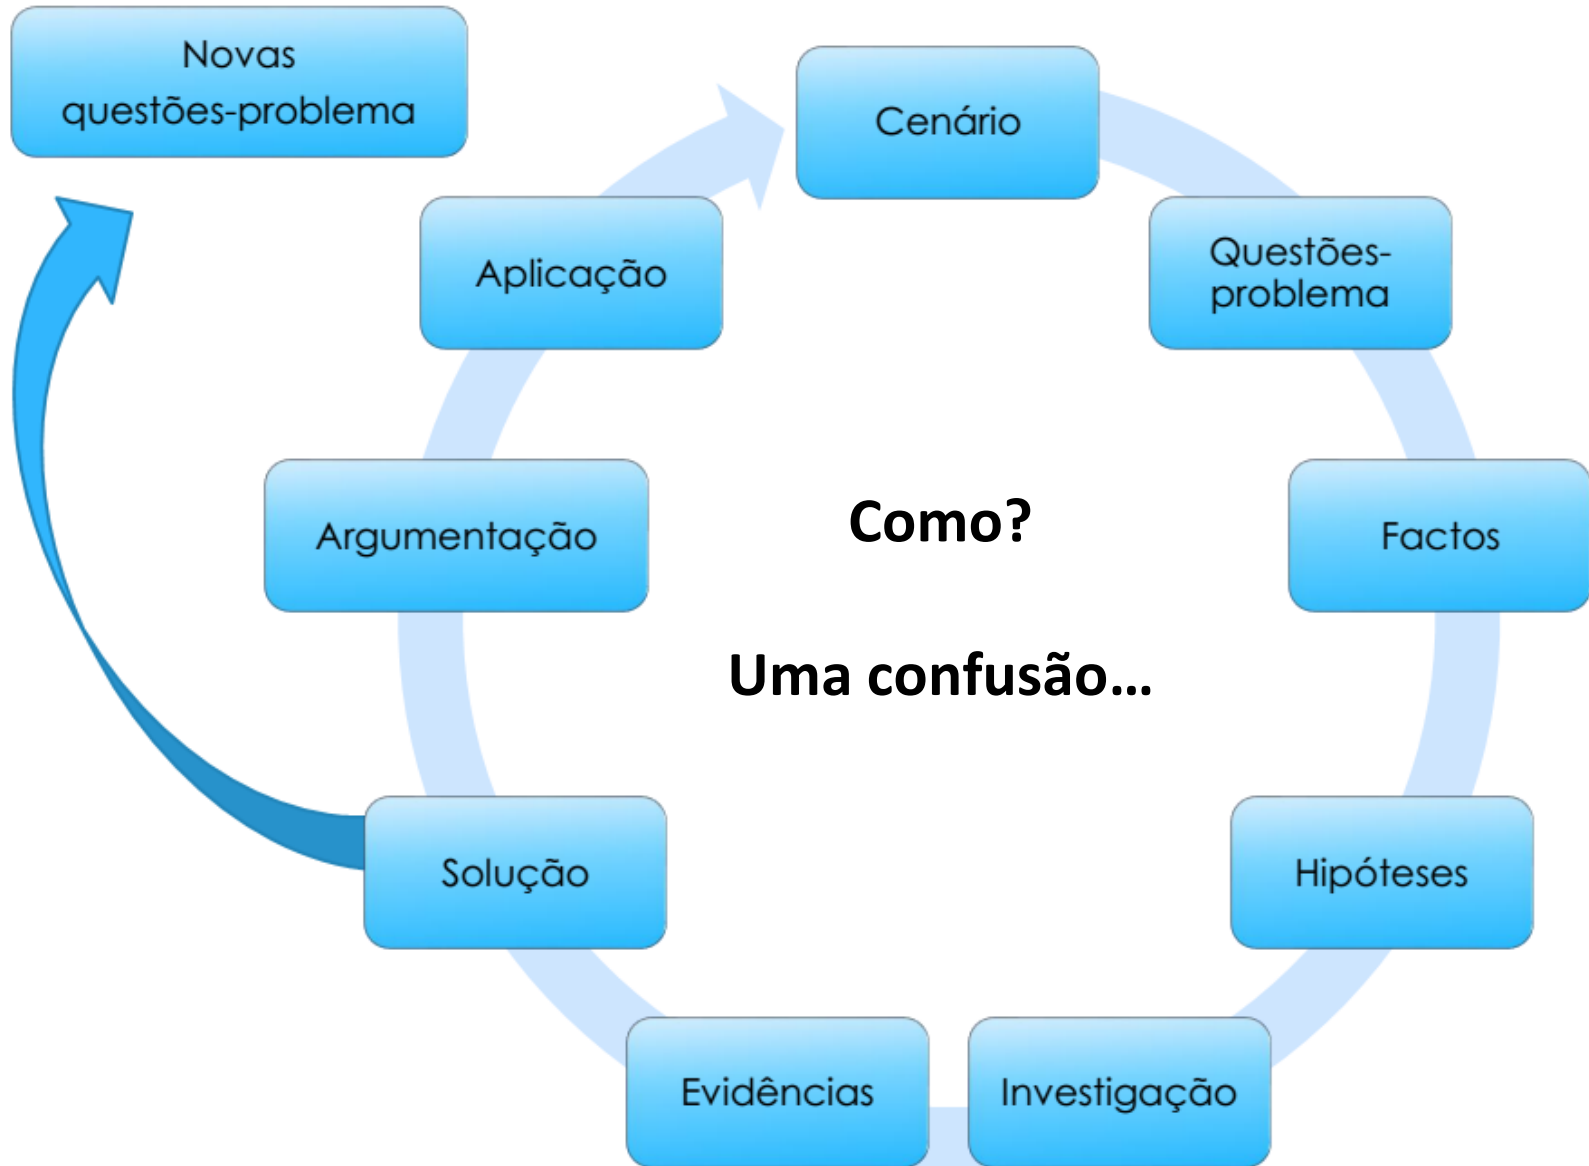 Novas
questões-problema
Cenário
Questões-
problema
Factos
Hipóteses
Investigação
Evidências
Solução
Argumentação
Aplicação
Como?
Uma confusão...